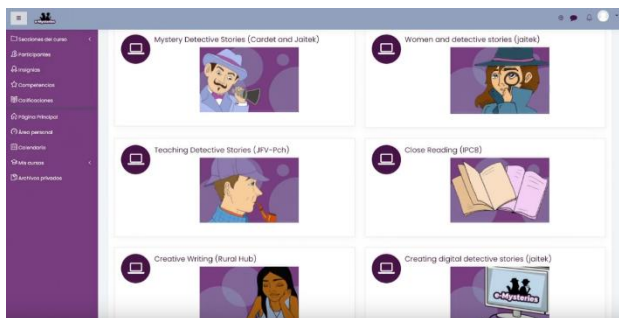 e-Mysteries
Secciones del curso
Participantes
Insignias
Competencias
Calificaciones
Página Principal
Área personal
Calendario
Mis cursos
Archivos privados
Mystery Detective Stories (Cardet and Jaitek)
Women and detective stories (jaitek)
Teaching Detective Stories (JFV-Pch)
Close Reading (IPCB)
Creative Writing (Rural Hub)
Creating digital detective stories (jaitek)
e-Mysteries